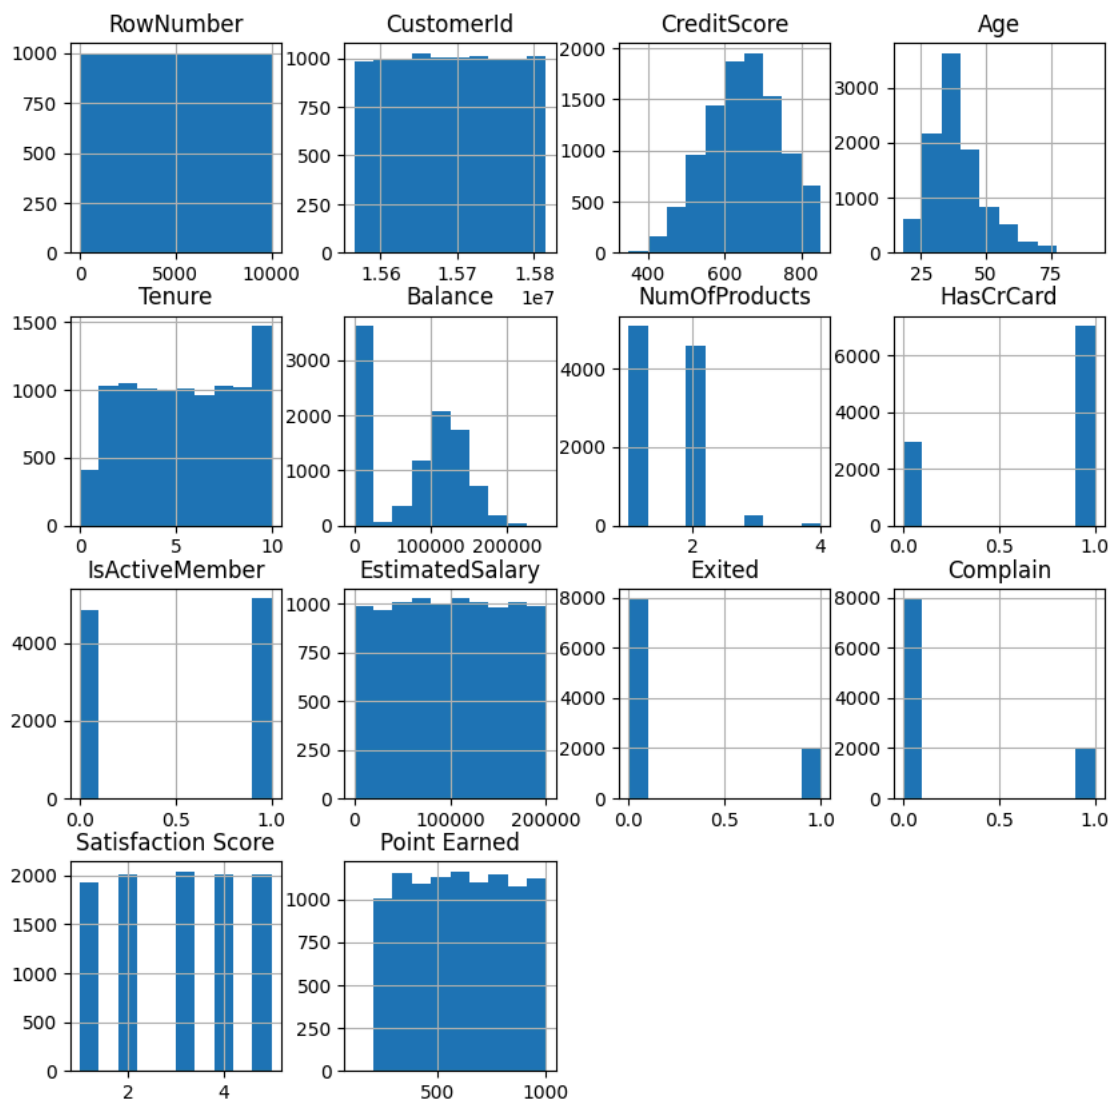 RowNumber
1000
750
500
250
0
0 5000 10000
CustomerId
1000
750
500
250
0
1.56 1.57 1.58
1e7
CreditScore
2000
1500
1000
500
0
400 600 800
Age
3000
2000
1000
0
25 50 75
Tenure
1500
1000
500
0
0 5 10
Balance
3000
2000
1000
0
0 100000 200000
NumOfProducts
4000
2000
0
2 4
HasCrCard
6000
4000
2000
0
0.0 0.5 1.0
IsActiveMember
4000
2000
0
0.0 0.5 1.0
EstimatedSalary
1000
750
500
250
0
0 100000 200000
Exited
8000
6000
4000
2000
0
0.0 0.5 1.0
Complain
8000
6000
4000
2000
0
0.0 0.5 1.0
Satisfaction Score
2000
1500
1000
500
0
2 4
Point Earned
1000
750
500
250
0
500 1000